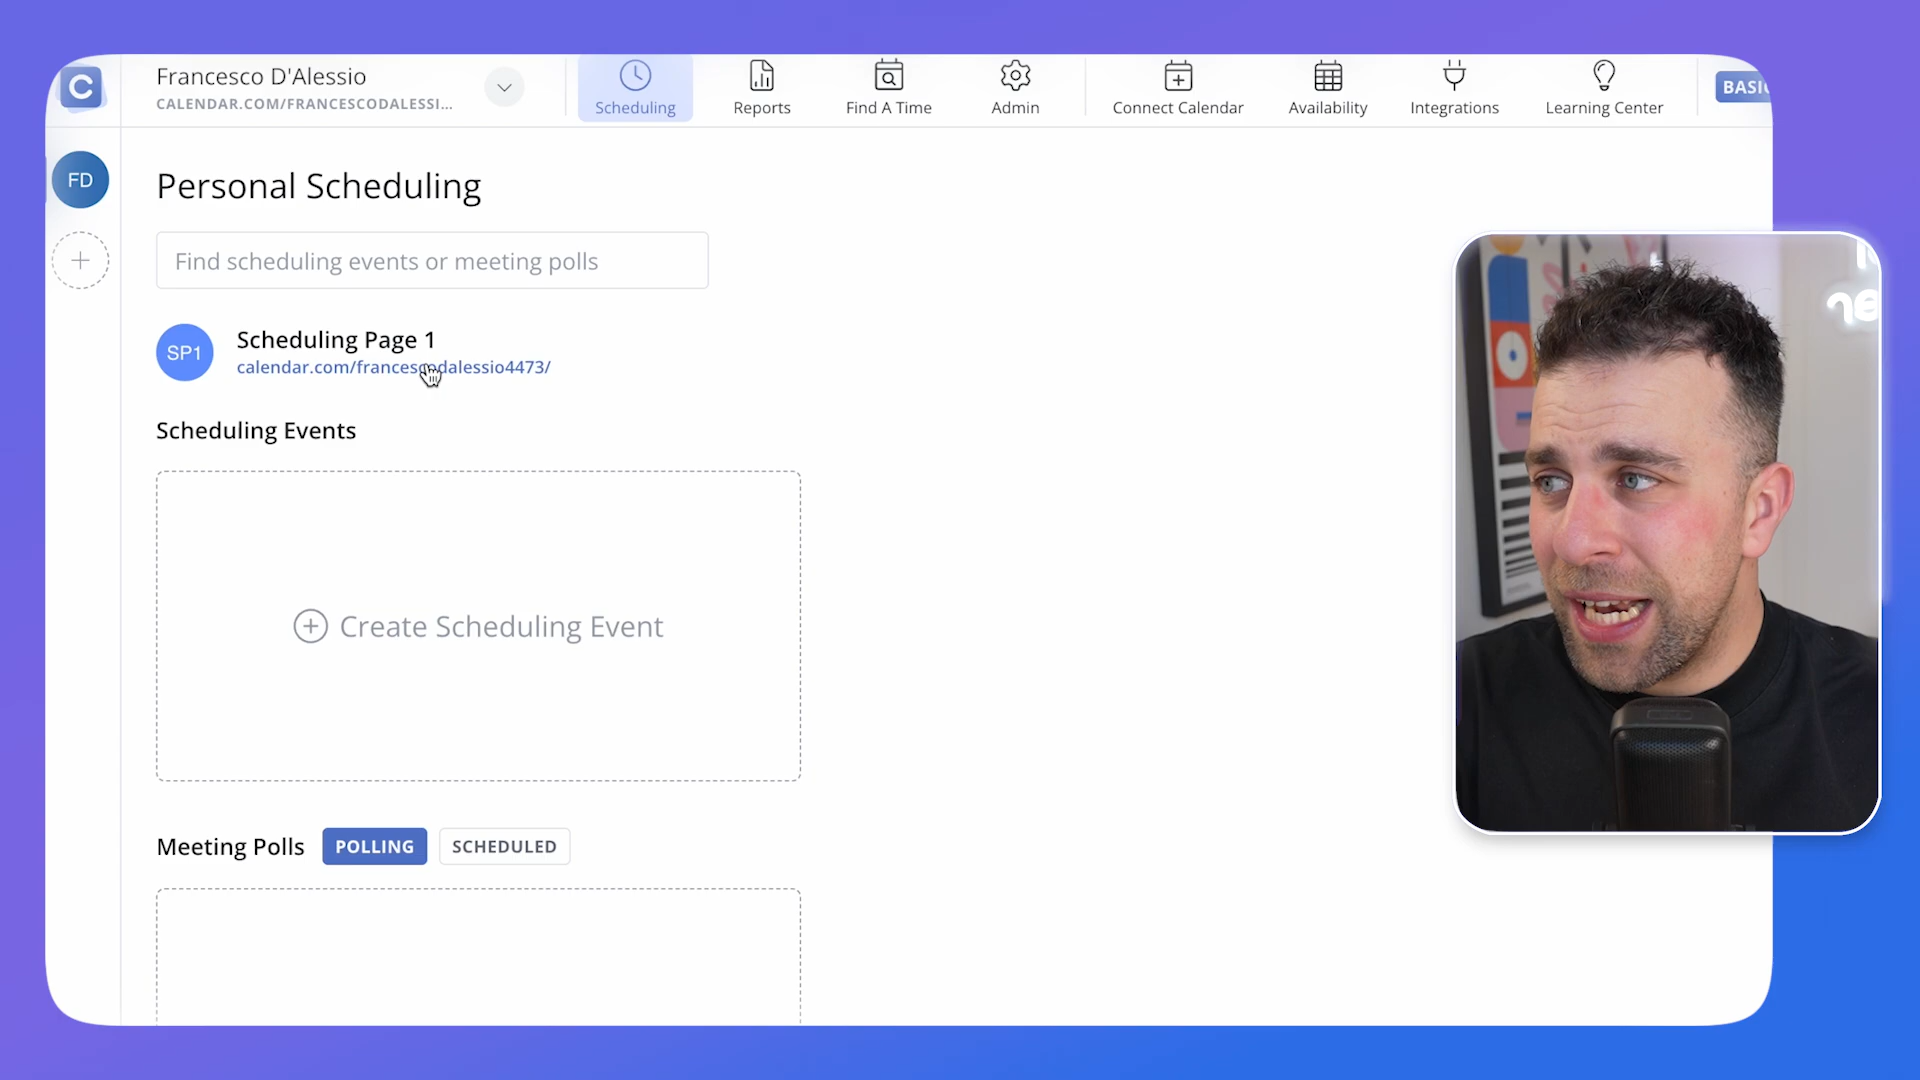 C
Francesco D'Alessio
CALENDAR.COM/FRANCESCODALESSI...
Scheduling
Reports
Find A Time
Admin
Connect Calendar
Availability
Integrations
Learning Center
FD
Personal Scheduling
Find scheduling events or meeting polls
SP1
Scheduling Page 1
calendar.com/francescodalessio4473/
Scheduling Events
Create Scheduling Event
Meeting Polls
POLLING
SCHEDULED